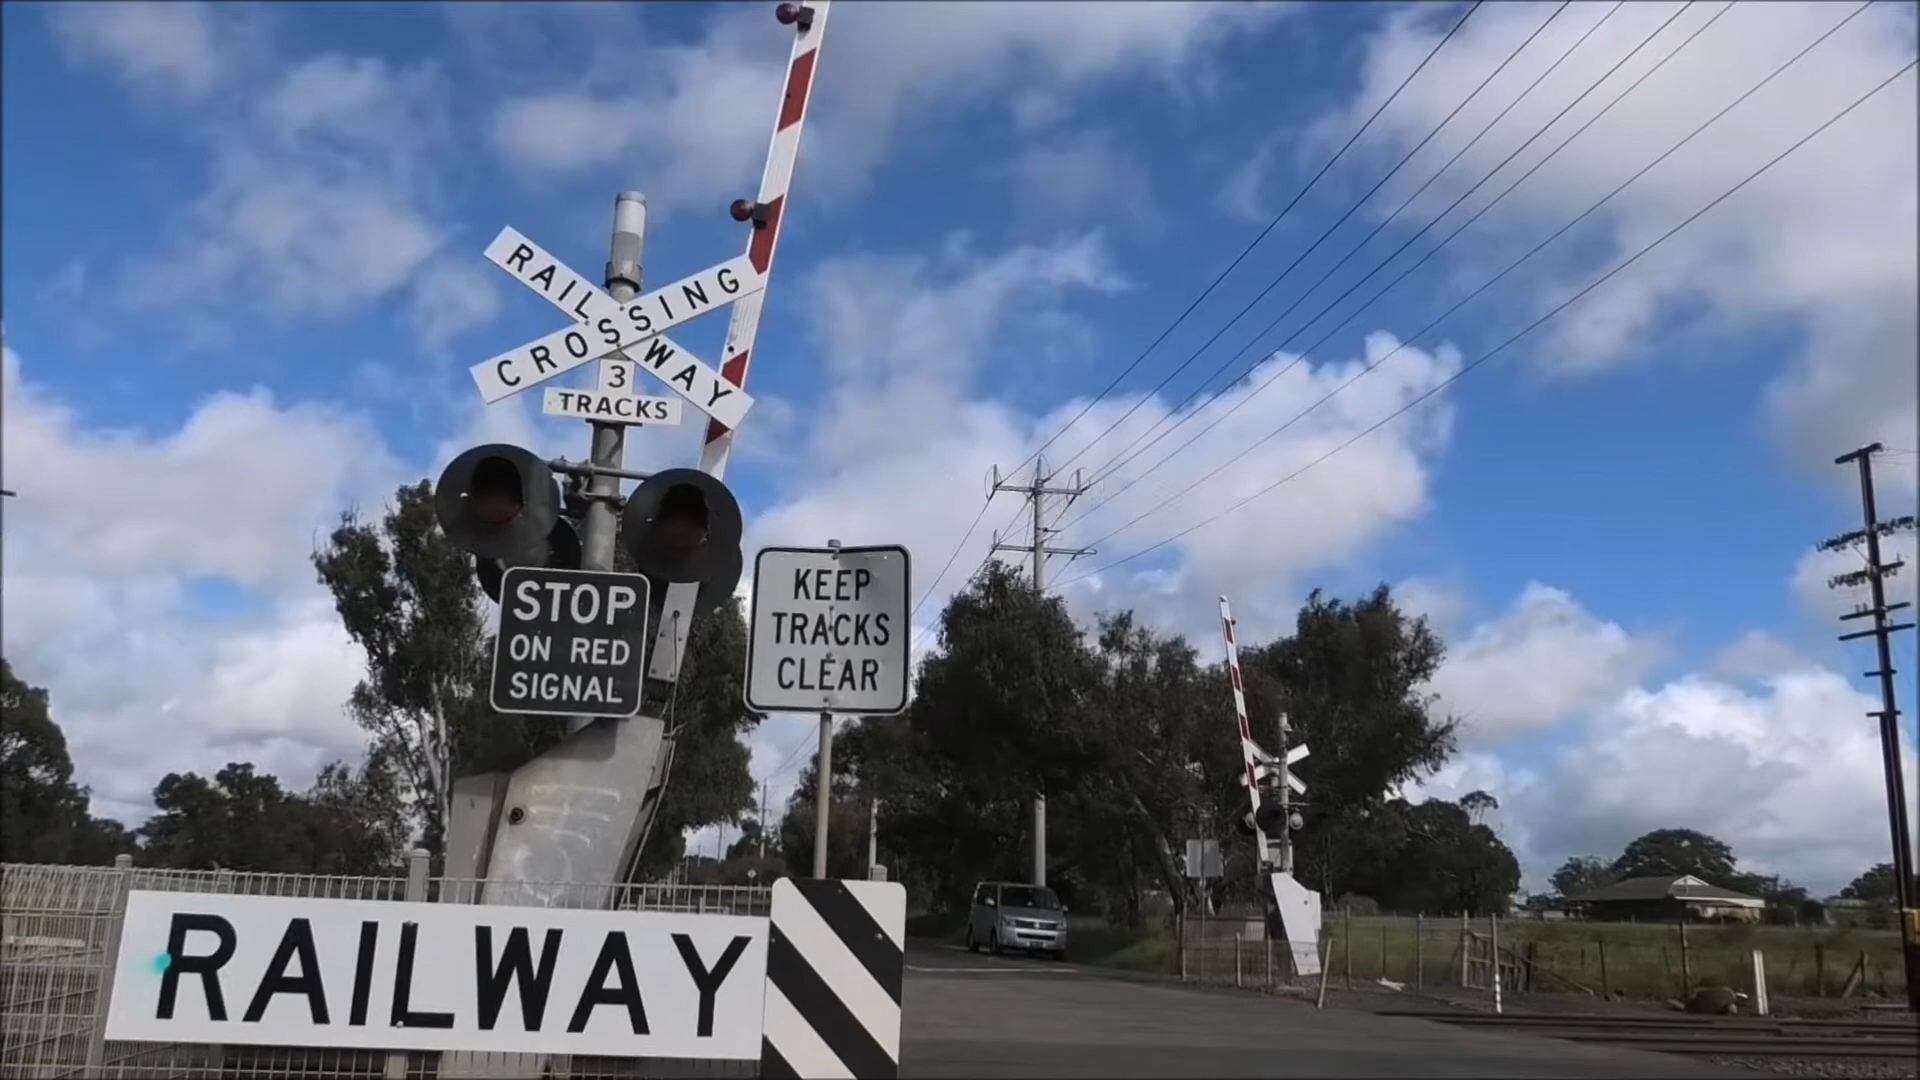 RAILWAY
CROSSING
3
TRACKS
STOP
ON RED
SIGNAL
KEEP
TRACKS
CLEAR
RAILWAY